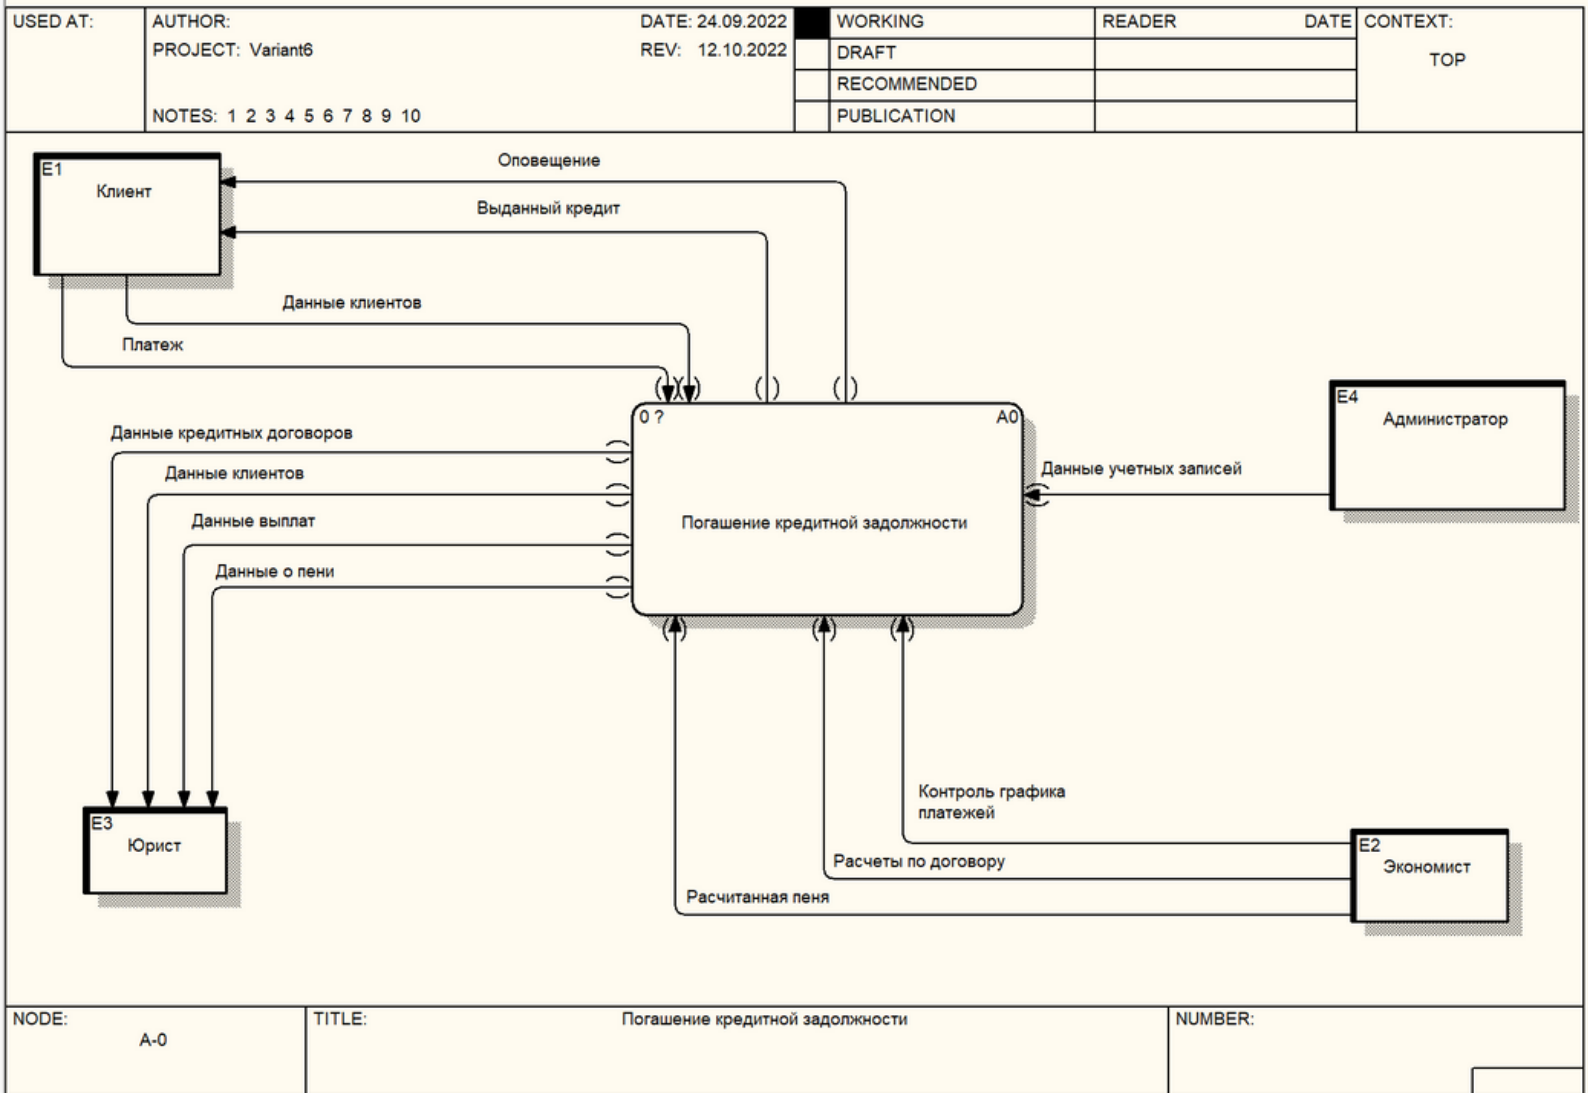 USED AT:
AUTHOR:
DATE: 24.09.2022
WORKING
READER
DATE
CONTEXT:
PROJECT: Variant6
REV: 12.10.2022
DRAFT
TOP
RECOMMENDED
NOTES: 1 2 3 4 5 6 7 8 9 10
PUBLICATION
E1
Клиент
Оповещение
Выданный кредит
Данные клиентов
Платеж
0 ?
A0
Погашение кредитной задолжности
E4
Администратор
Данные учетных записей
Данные кредитных договоров
Данные клиентов
Данные выплат
Данные о пени
E3
Юрист
Контроль графика
платежей
Расчеты по договору
Расчитанная пеня
E2
Экономист
NODE:
A-0
TITLE:
Погашение кредитной задолжности
NUMBER: